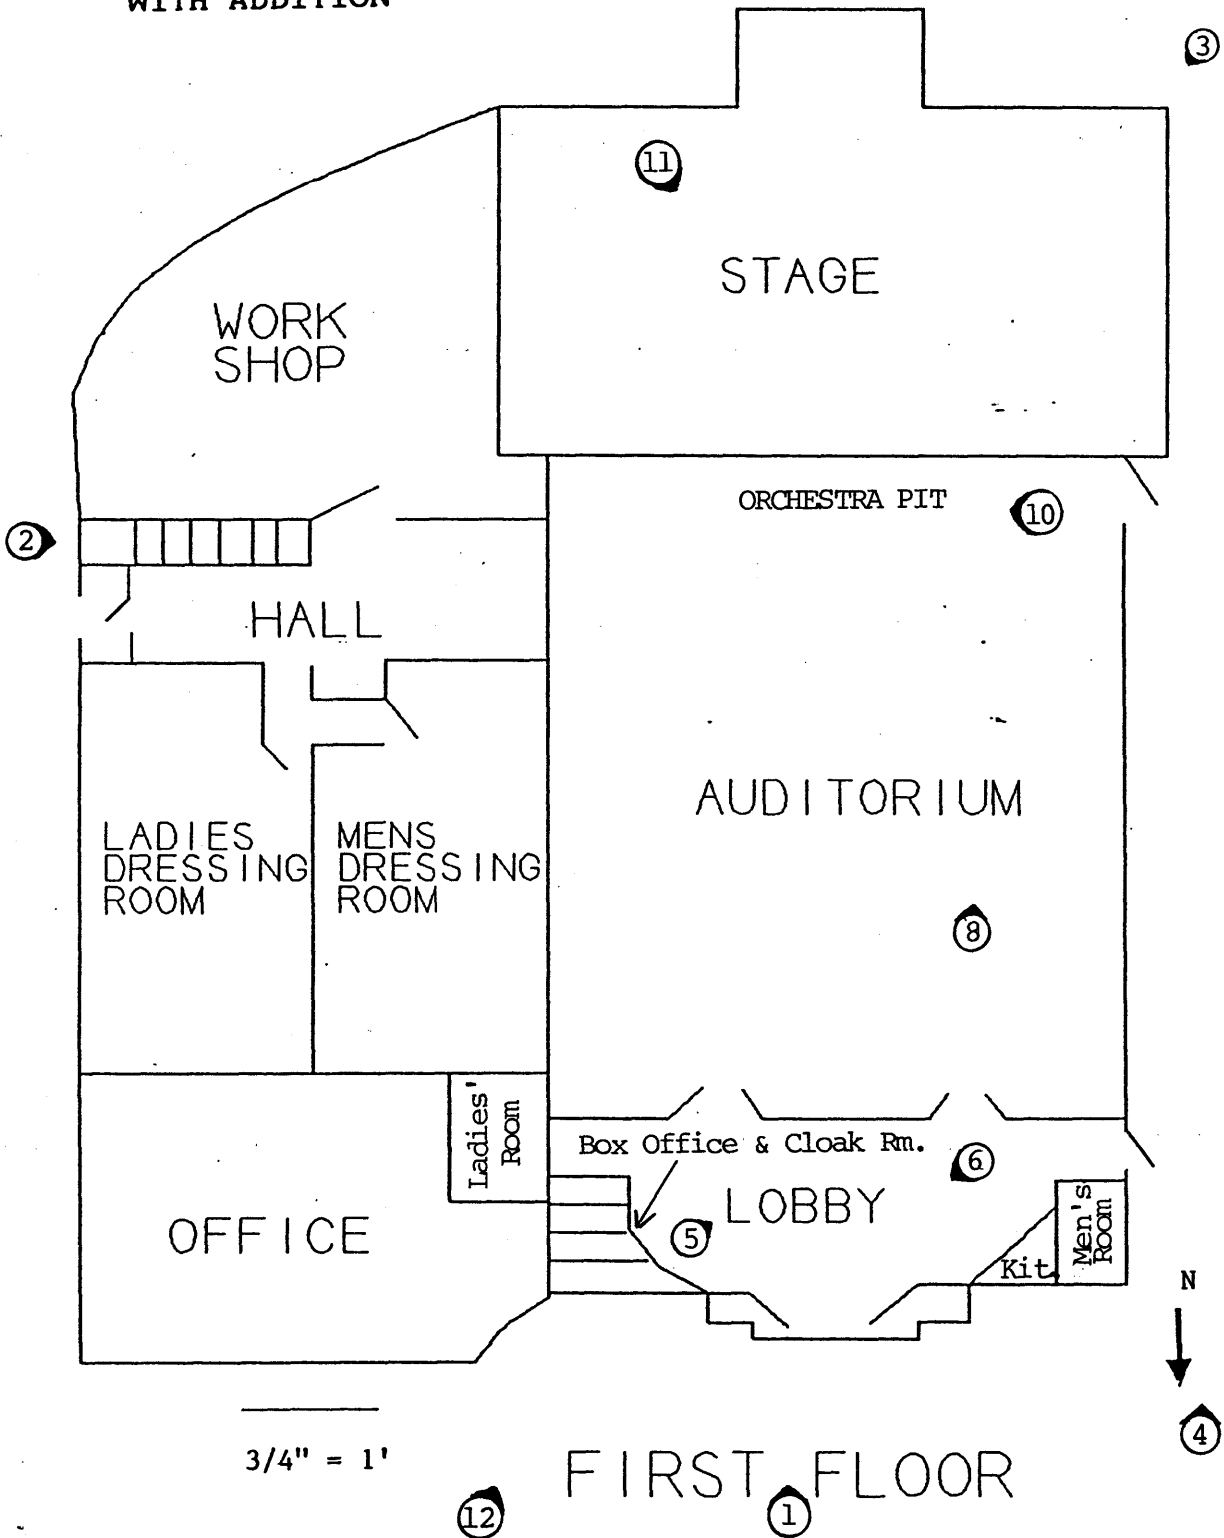 WITH ADDITION
3
11
STAGE
WORK
SHOP
ORCHESTRA PIT
10
2
HALL
AUDITORIUM
LADIES
DRESSING
ROOM
MENS
DRESSING
ROOM
8
Ladies'
Room
Box Office & Cloak Rm.
6
LOBBY
Men's
Room
OFFICE
5
Kit.
N
3/4" = 1'
4
FIRST FLOOR
12
1